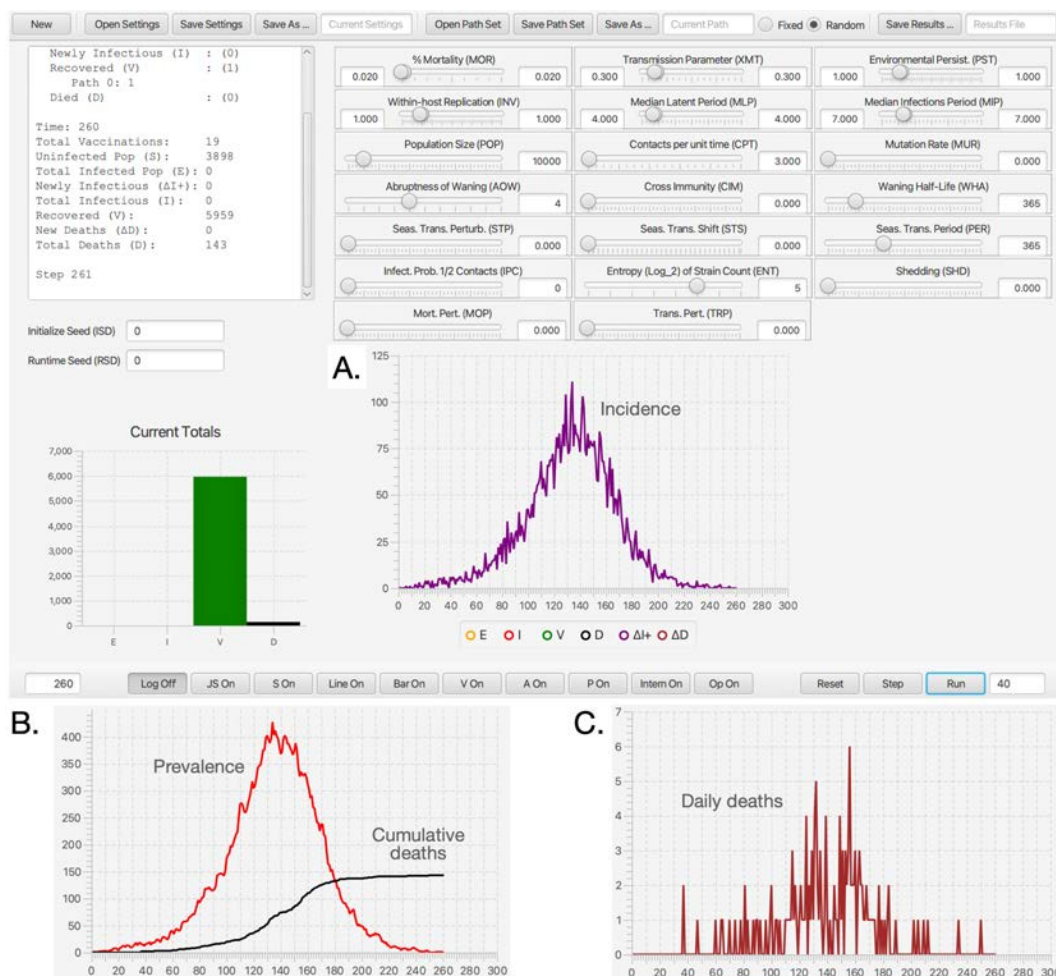 New Open Settings Save Settings Save As ... Current Settings Open Path Set Save Path Set Save As ... Current Path Fixed Random Save Results ... Results File
Newly Infectious (I) : (0)
Recovered (V) : (1)
Path 0: 1
Died (D) : (0)
Time: 260
Total Vaccinations: 19
Uninfected Pop (S): 3898
Total Infected Pop (E): 0
Newly Infectious (ΔI+): 0
Total Infectious (I): 0
Recovered (V): 5959
New Deaths (ΔD): 0
Total Deaths (D): 143
Step 261
% Mortality (MOR) Transmission Parameter (XMT) Environmental Persist. (PST)
0.020 0.020 0.300 0.300 1.000 1.000
Within-host Replication (INV) Median Latent Period (MLP) Median Infections Period (MIP)
1.000 1.000 4.000 4.000 7.000 7.000
Population Size (POP) Contacts per unit time (CPT) Mutation Rate (MUR)
10000 3.000 0.000
Abruptness of Waning (AOW) Cross Immunity (CIM) Waning Half-Life (WHA)
4 0.000 365
Seas. Trans. Perturb. (STP) Seas. Trans. Shift (STS) Seas. Trans. Period (PER)
0.000 0.000 365
Infect. Prob. 1/2 Contacts (IPC) Entropy (Log_2) of Strain Count (ENT) Shedding (SHD)
0 5 0.000
Mort. Pert. (MOP) Trans. Pert. (TRP)
0.000 0.000
Initialize Seed (ISD) 0
Runtime Seed (RSD) 0
Current Totals
7,000
6,000
5,000
4,000
3,000
2,000
1,000
0
E I V D
A.
Incidence
125
100
75
50
25
0
0 20 40 60 80 100 120 140 160 180 200 220 240 260 280 300
E I V D ΔI+ ΔD
260 Log Off JS On S On Line On Bar On V On A On P On Intern On Op On Reset Step Run 40
B.
Prevalence
Cumulative
deaths
400
350
300
250
200
150
100
50
0
0 20 40 60 80 100 120 140 160 180 200 220 240 260 280 300
C.
Daily deaths
7
6
5
4
3
2
1
0
0 20 40 60 80 100 120 140 160 180 200 220 240 260 280 300